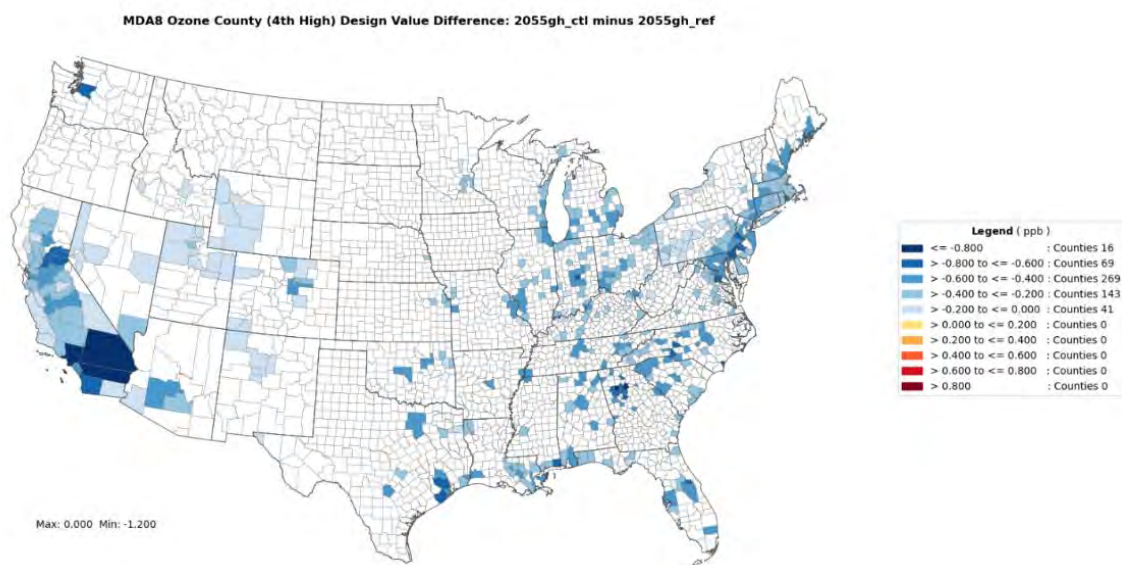 MDA8 Ozone County (4th High) Design Value Difference: 2055gh_ctl minus 2055gh_ref
Legend ( ppb )
<= -0.800 : Counties 16
> -0.800 to <= -0.600 : Counties 69
> -0.600 to <= -0.400 : Counties 269
> -0.400 to <= -0.200 : Counties 143
> -0.200 to <= 0.000 : Counties 41
> 0.000 to <= 0.200 : Counties 0
> 0.200 to <= 0.400 : Counties 0
> 0.400 to <= 0.600 : Counties 0
> 0.600 to <= 0.800 : Counties 0
> 0.800 : Counties 0
Max: 0.000 Min: -1.200